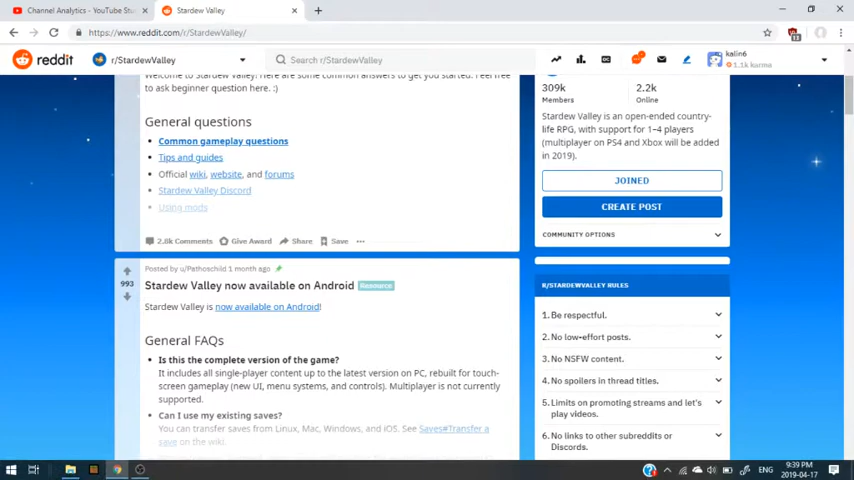 Channel Analytics - YouTube Stu
Stardew Valley
https://www.reddit.com/r/StardewValley/
reddit
r/StardewValley
Search r/StardewValley
kalin6
1.1k karma
Welcome to Stardew Valley! Here are some common answers to get you started. Feel free
to ask beginner question here. :)
General questions
Common gameplay questions
Tips and guides
Official wiki, website, and forums
Stardew Valley Discord
Using mods
2.8k Comments
Give Award
Share
Save
Posted by u/Pathoschild 1 month ago
993
Stardew Valley now available on Android
Resource
Stardew Valley is now available on Android!
General FAQs
Is this the complete version of the game?
It includes all single-player content up to the latest version on PC, rebuilt for touch-
screen gameplay (new UI, menu systems, and controls). Multiplayer is not currently
supported.
Can I use my existing saves?
You can transfer saves from Linux, Mac, Windows, and iOS. See Saves#Transfer a
save on the wiki.
309k
2.2k
Members
Online
Stardew Valley is an open-ended country-
life RPG, with support for 1–4 players
(multiplayer on PS4 and Xbox will be added
in 2019).
JOINED
CREATE POST
COMMUNITY OPTIONS
R/STARDEWVALLEY RULES
1. Be respectful.
2. No low-effort posts.
3. No NSFW content.
4. No spoilers in thread titles.
5. Limits on promoting streams and let's
play videos.
6. No links to other subreddits or
Discords.
ENG
9:39 PM
2019-04-17